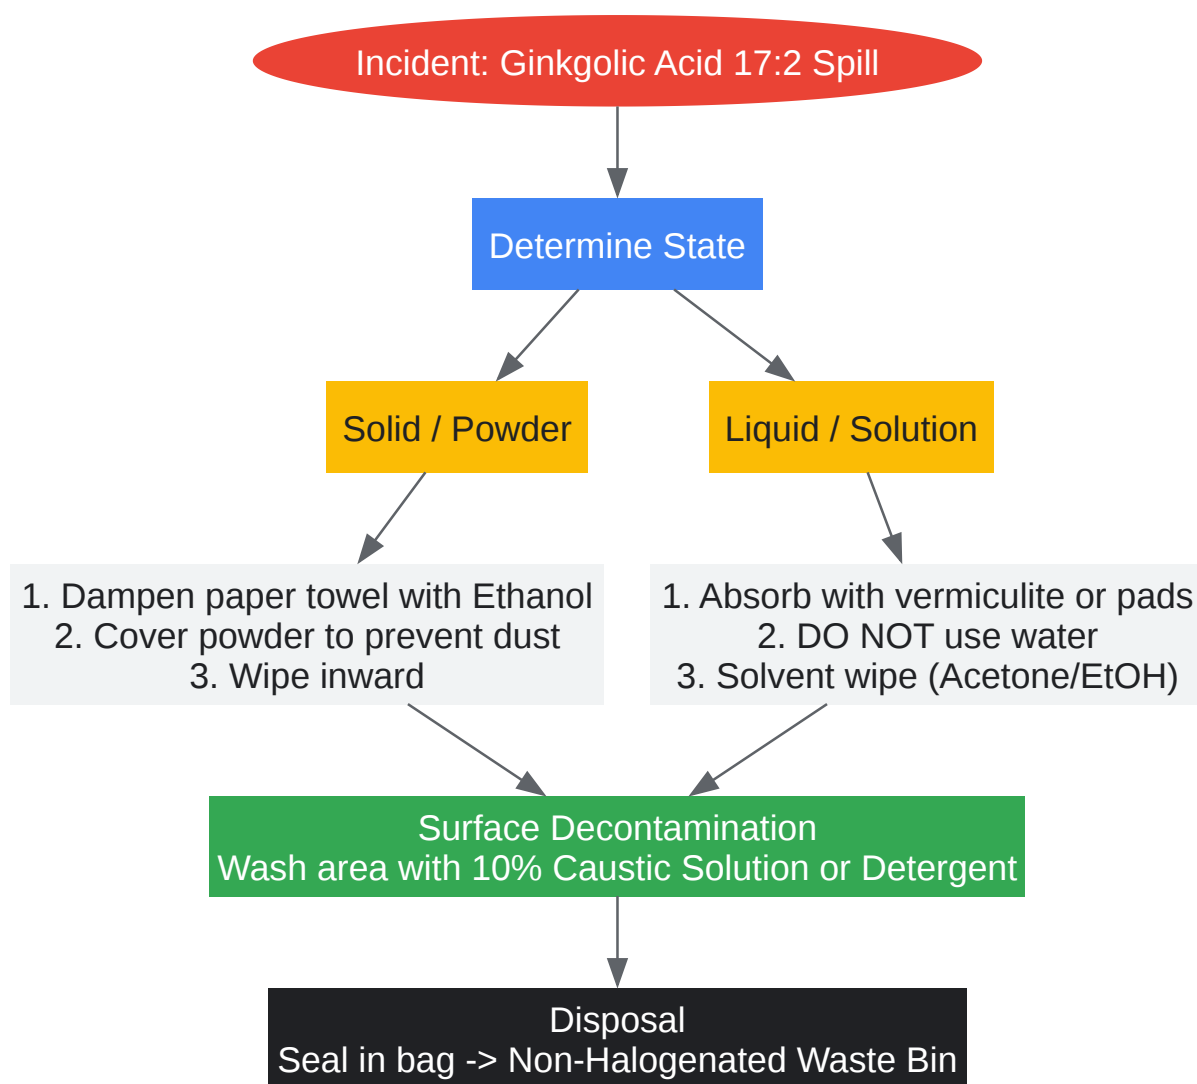 Incident: Ginkgolic Acid 17:2 Spill
Determine State
Solid / Powder
Liquid / Solution
1. Dampen paper towel with Ethanol
2. Cover powder to prevent dust
3. Wipe inward
1. Absorb with vermiculite or pads
2. DO NOT use water
3. Solvent wipe (Acetone/EtOH)
Surface Decontamination
Wash area with 10% Caustic Solution or Detergent
Disposal
Seal in bag -> Non-Halogenated Waste Bin